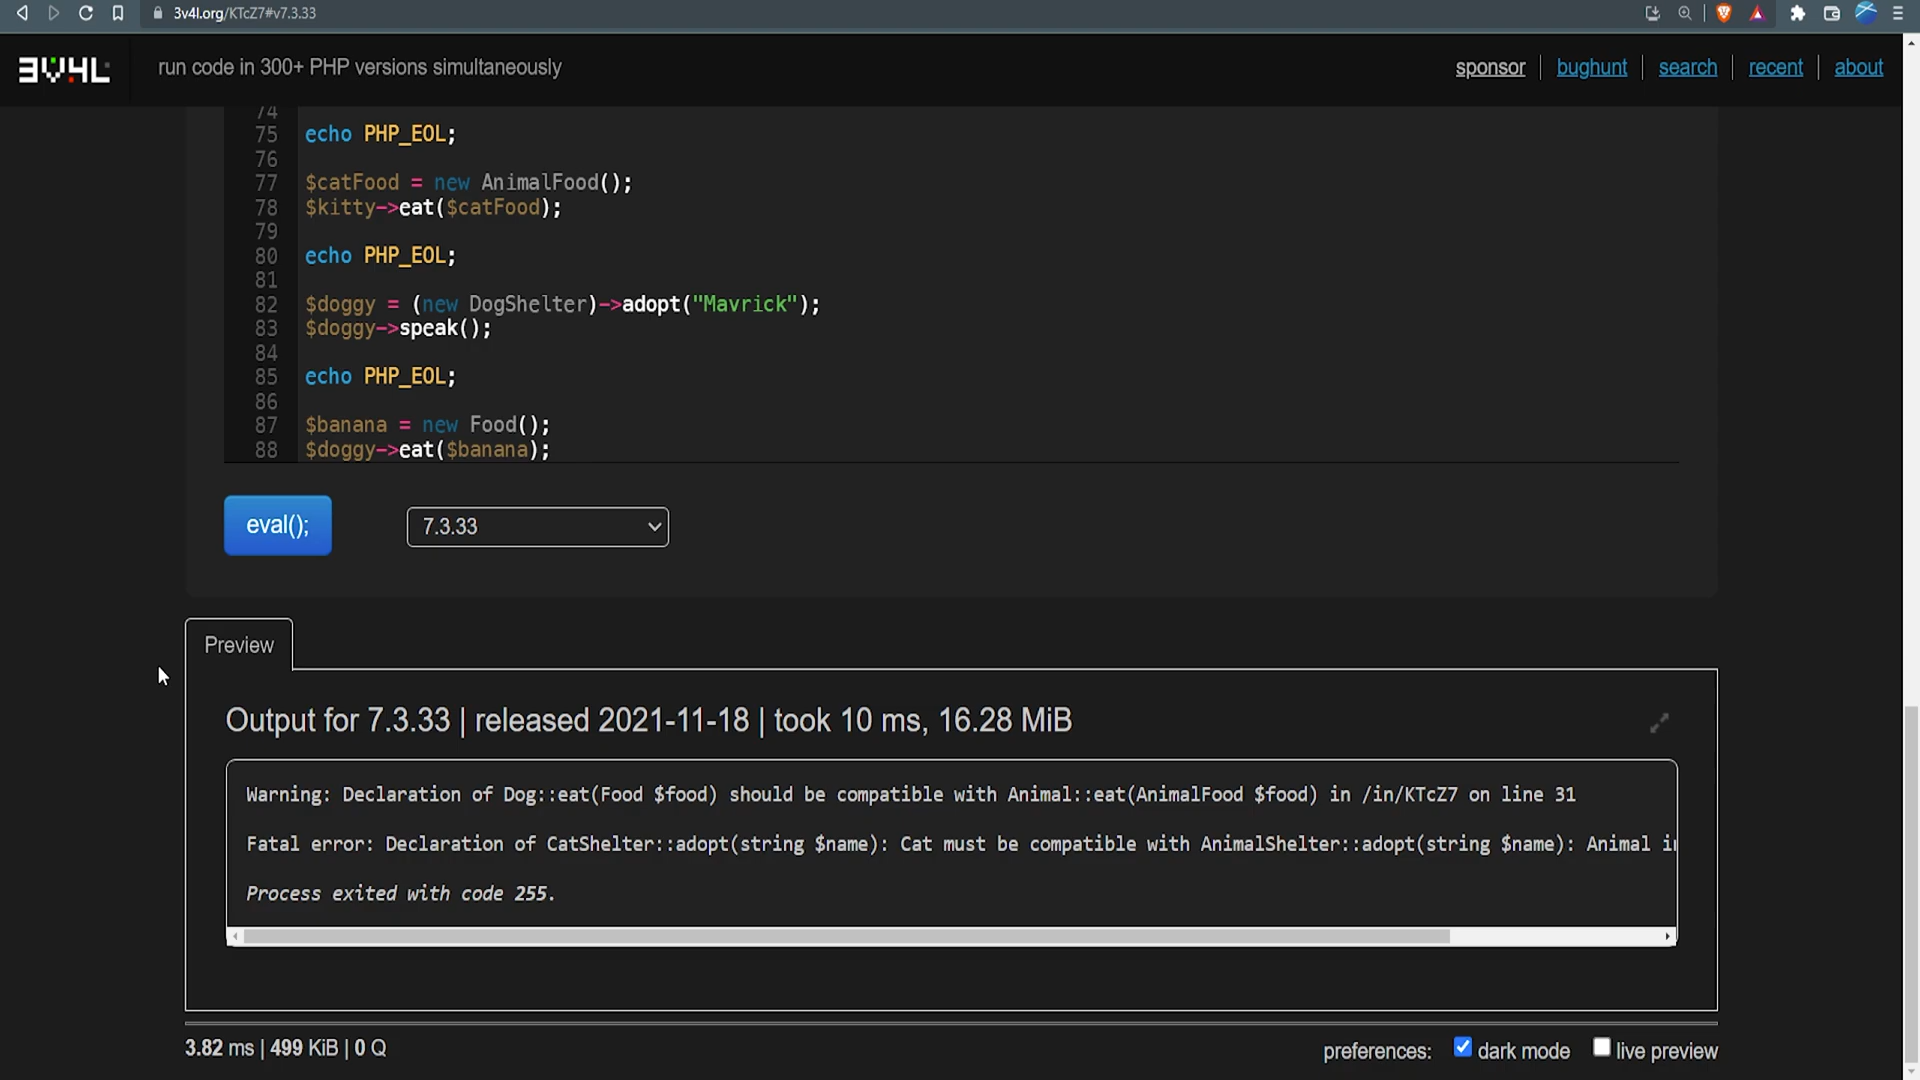 3v4l.org/KTcZ7#v7.3.33
3V4L run code in 300+ PHP versions simultaneously sponsor bughunt search recent about
74
75 echo PHP_EOL;
76
77 $catFood = new AnimalFood();
78 $kitty->eat($catFood);
79
80 echo PHP_EOL;
81
82 $doggy = (new DogShelter)->adopt("Mavrick");
83 $doggy->speak();
84
85 echo PHP_EOL;
86
87 $banana = new Food();
88 $doggy->eat($banana);
eval(); 7.3.33
Preview
Output for 7.3.33 | released 2021-11-18 | took 10 ms, 16.28 MiB
Warning: Declaration of Dog::eat(Food $food) should be compatible with Animal::eat(AnimalFood $food) in /in/KTcZ7 on line 31
Fatal error: Declaration of CatShelter::adopt(string $name): Cat must be compatible with AnimalShelter::adopt(string $name): Animal in
Process exited with code 255.
3.82 ms | 499 KiB | 0 Q preferences: dark mode live preview